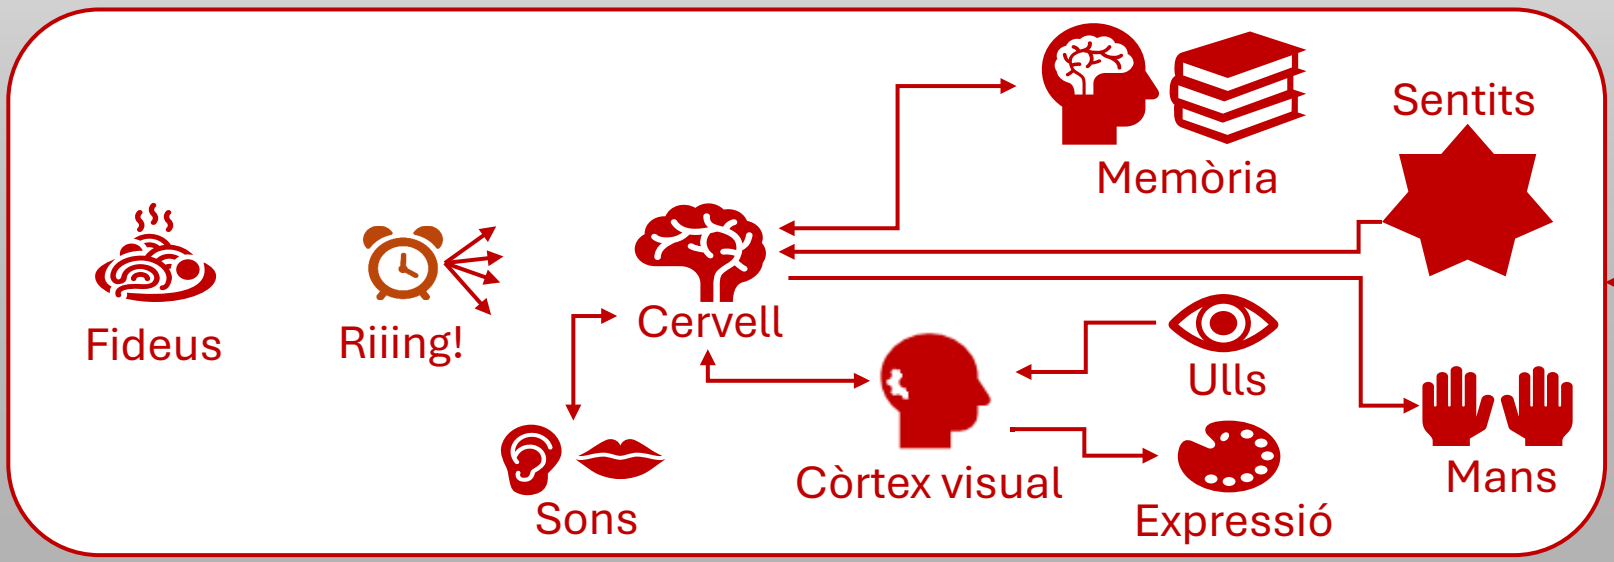 Fideus
Riiing!
Cervell
Sons
Memòria
Sentits
Còrtex visual
Ulls
Expressió
Mans